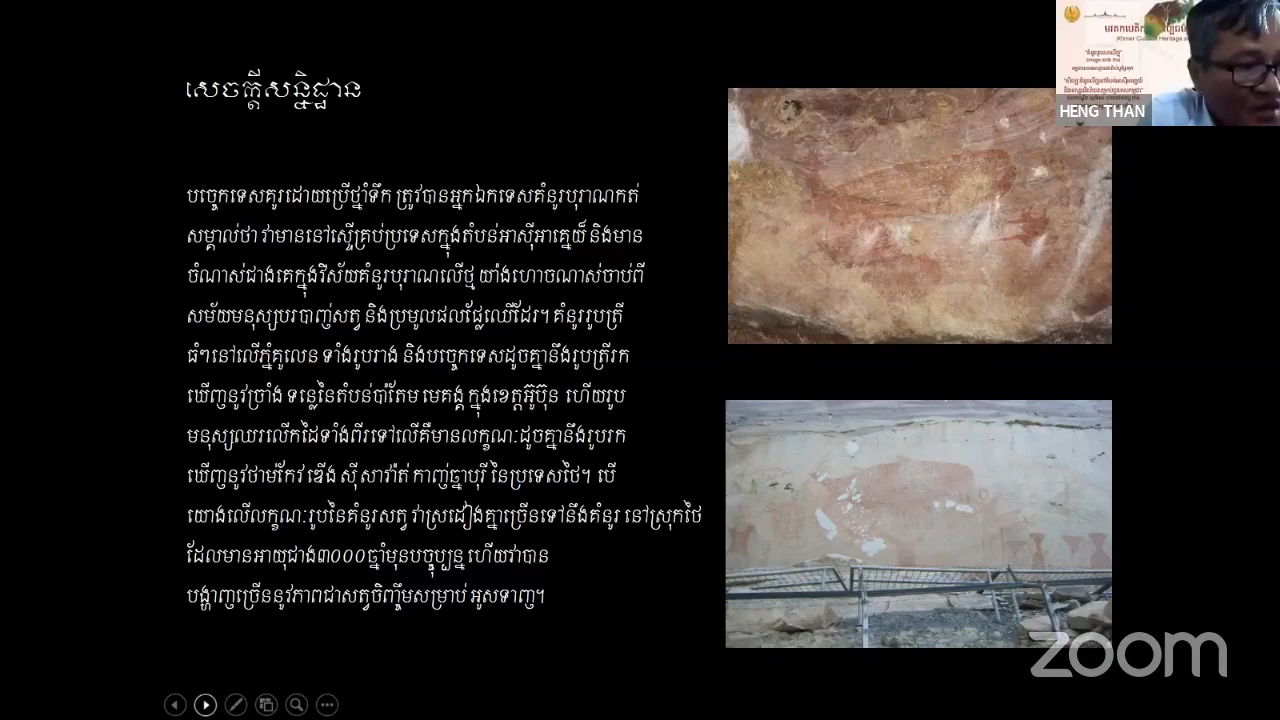 សេចក្តីសន្និដ្ឋាន
បច្ចេកទេសគូរដោយប្រើថ្នាំទឹក ត្រូវបានអ្នកឯកទេសគំនូរបុរាណកត់
សម្គាល់ថា វាមាននៅស្ទើគ្រប់ប្រទេសក្នុងតំបន់អាស៊ីអាគ្នេយ៍ និងមាន
ចំណាស់ជាងគេក្នុងវិស័យគំនូរបុរាណលើថ្ម យ៉ាងហោចណាស់ចាប់ពី
សម័យមនុស្សបរបាញ់សត្វ និងប្រមូលផលផ្លែឈើដែរ។ គំនូររូបត្រី
ធំៗនៅលើភ្នំគូលេន ទាំងរូបរាង និងបច្ចេកទេសដូចគ្នានឹងរូបត្រីរក
ឃើញនូវច្រាំង ទន្លេនៃតំបន់ប៉ាតែម មេគង្គ ក្នុងខេត្តអ៊ូប៊ុន ហើយរូប
មនុស្សឈរលើកដៃទាំងពីរទៅលើគឺមានលក្ខណៈដូចគ្នានឹងរូបរក
ឃើញនូវថាមកែវ ឌើង ស៊ី សាវ៉ាត់ កាញ់ឆ្នាបុរី នៃប្រទេសថៃ។ បើ
យោងលើលក្ខណៈរូបនៃគំនូរសត្វ វាស្រដៀងគ្នាច្រើនទៅនឹងគំនូរ នៅស្រុកថៃ
ដែលមានអាយុជាង៣០០០ឆ្នាំមុនបច្ចុប្បន្ន ហើយវាបាន
បង្ហាញច្រើននូវភាពជាសត្វចិញ្ចឹមសម្រាប់ អូសទាញ។
HENG THAN
zoom